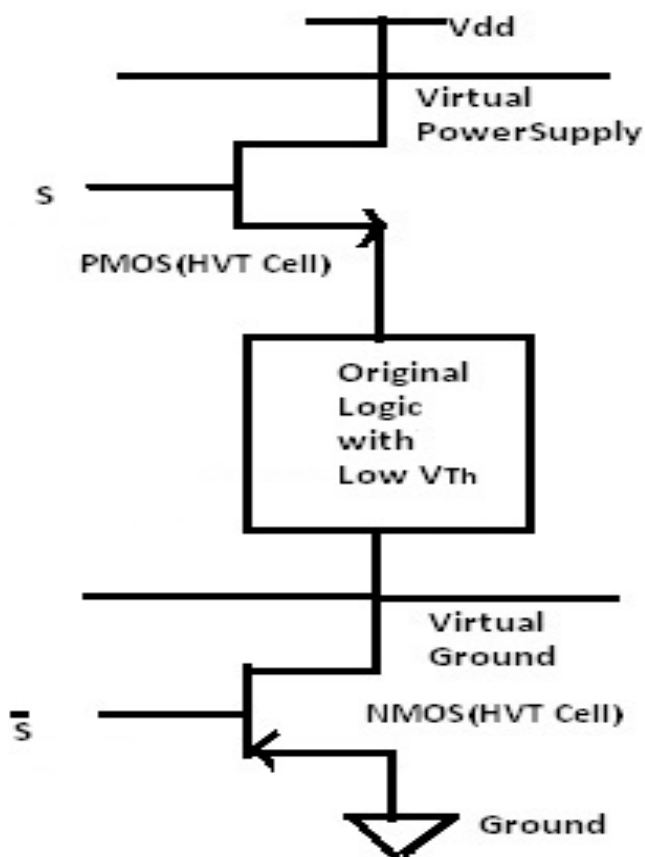 Vdd
Virtual
PowerSupply
S
PMOS(HVT Cell)
Original
Logic
with
Low VTh
Virtual
Ground
S̅
NMOS(HVT Cell)
Ground